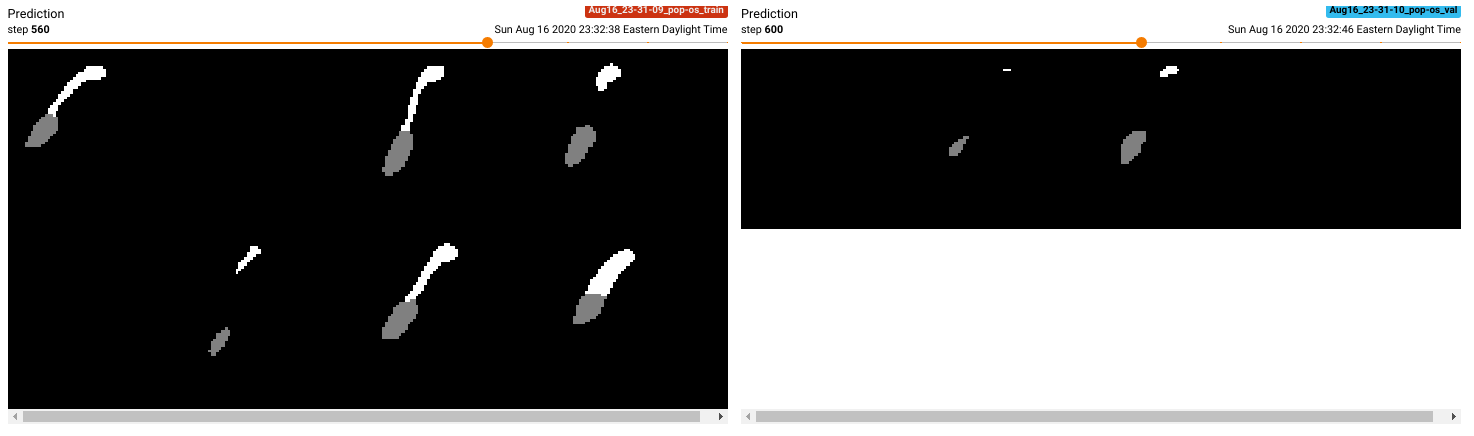 Prediction
Aug16_23-31-09_pop-os_train
step 560
Sun Aug 16 2020 23:32:38 Eastern Daylight Time
Prediction
Aug16_23-31-10_pop-os_val
step 600
Sun Aug 16 2020 23:32:46 Eastern Daylight Time